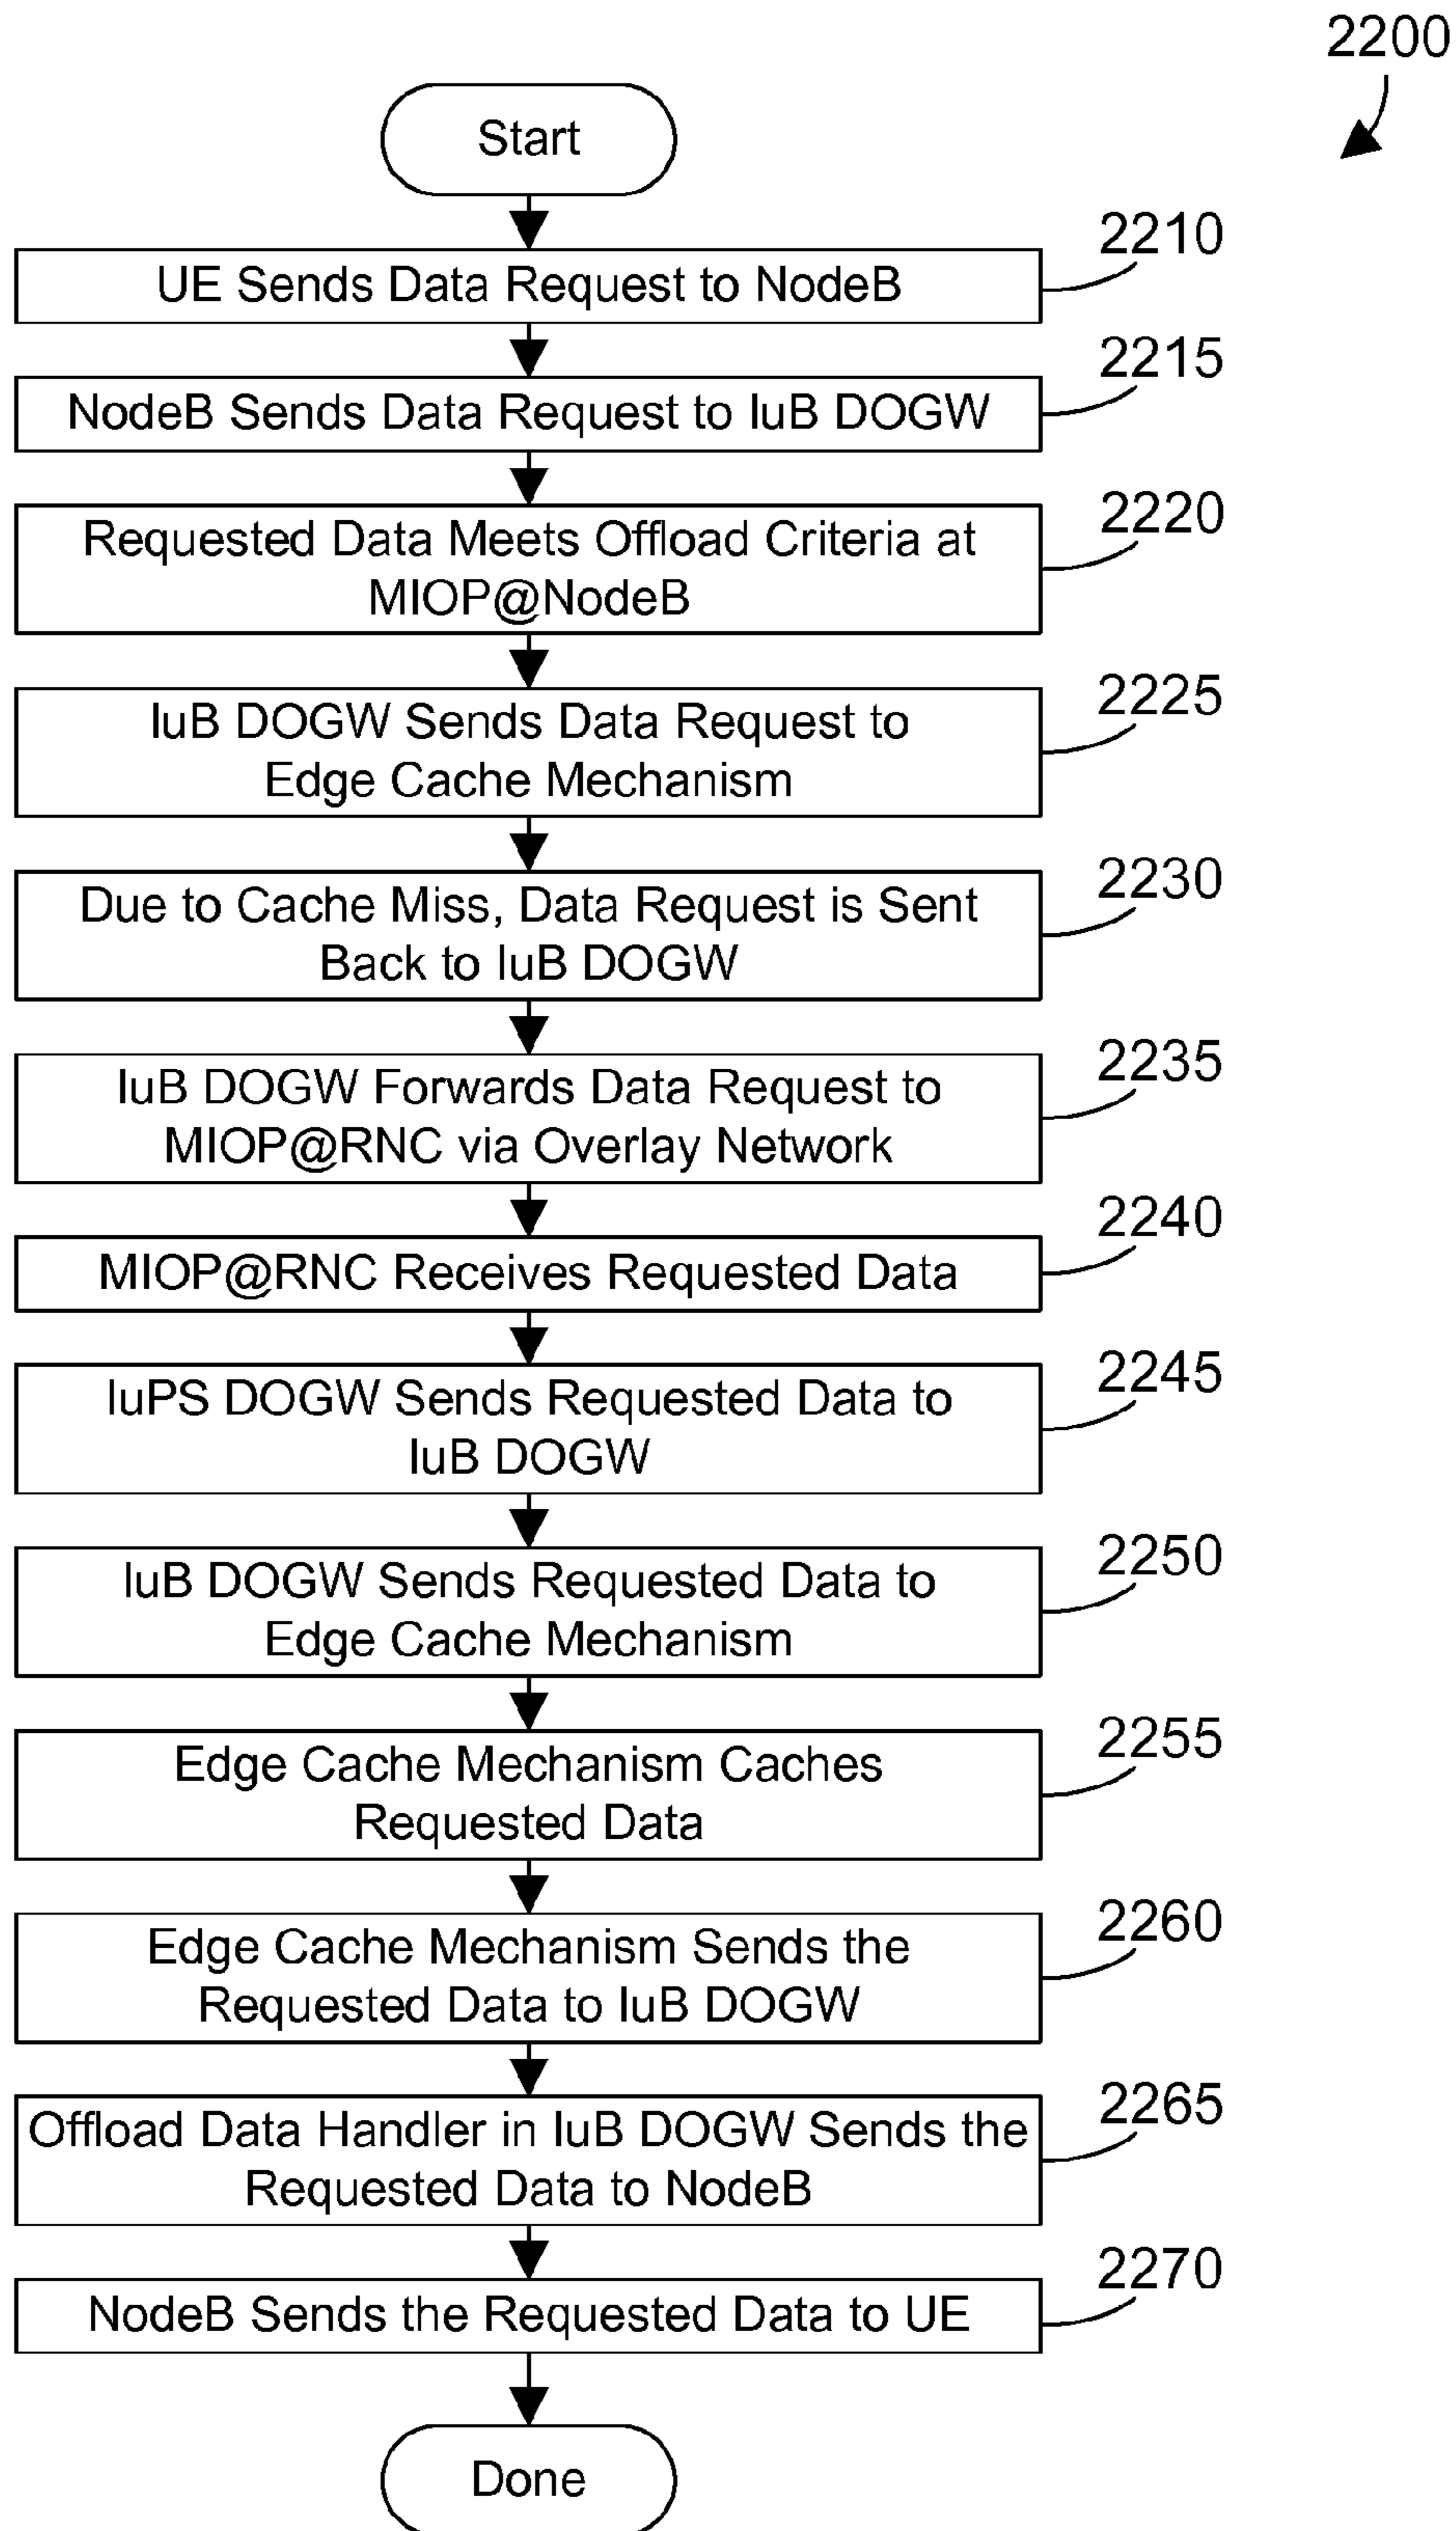 2200
Start
2210
UE Sends Data Request to NodeB
2215
NodeB Sends Data Request to IuB DOGW
2220
Requested Data Meets Offload Criteria at
MIOP@NodeB
2225
IuB DOGW Sends Data Request to
Edge Cache Mechanism
2230
Due to Cache Miss, Data Request is Sent
Back to IuB DOGW
2235
IuB DOGW Forwards Data Request to
MIOP@RNC via Overlay Network
2240
MIOP@RNC Receives Requested Data
2245
IuPS DOGW Sends Requested Data to
IuB DOGW
2250
IuB DOGW Sends Requested Data to
Edge Cache Mechanism
2255
Edge Cache Mechanism Caches
Requested Data
2260
Edge Cache Mechanism Sends the
Requested Data to IuB DOGW
2265
Offload Data Handler in IuB DOGW Sends the
Requested Data to NodeB
2270
NodeB Sends the Requested Data to UE
Done